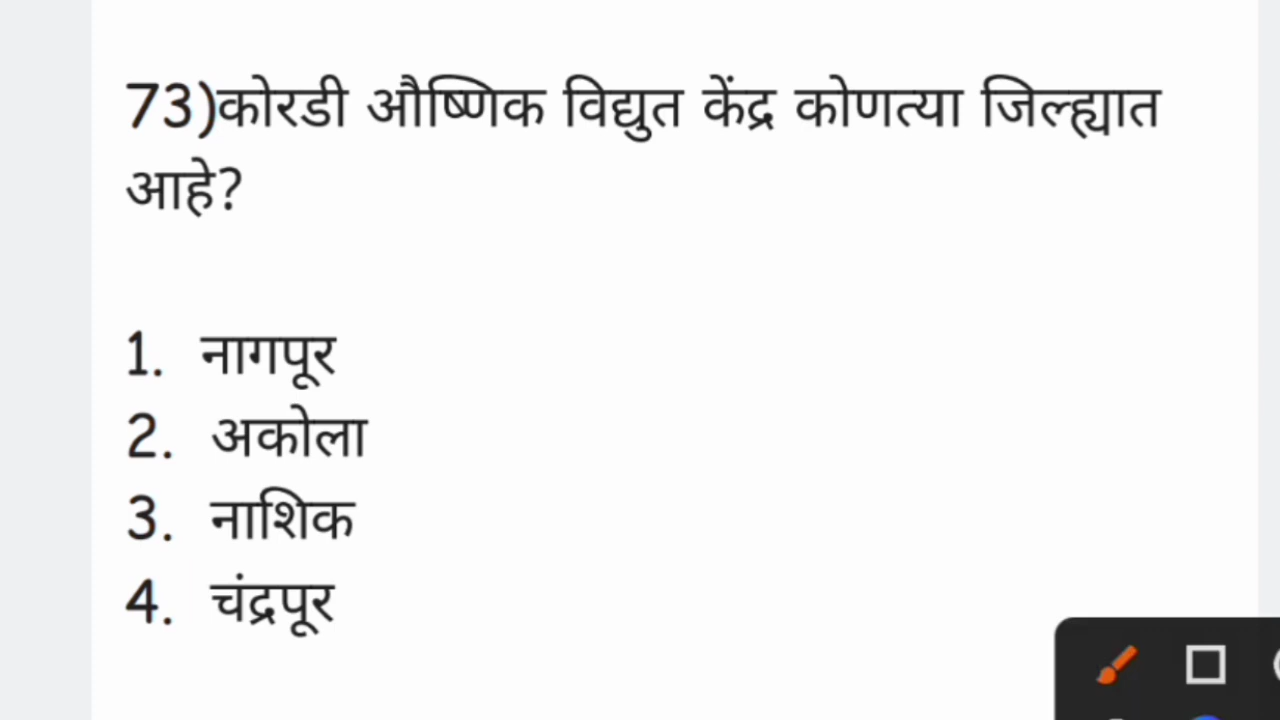 73)कोरडी औष्णिक विद्युत केंद्र कोणत्या जिल्ह्यात
आहे?
1. नागपूर
2. अकोला
3. नाशिक
4. चंद्रपूर